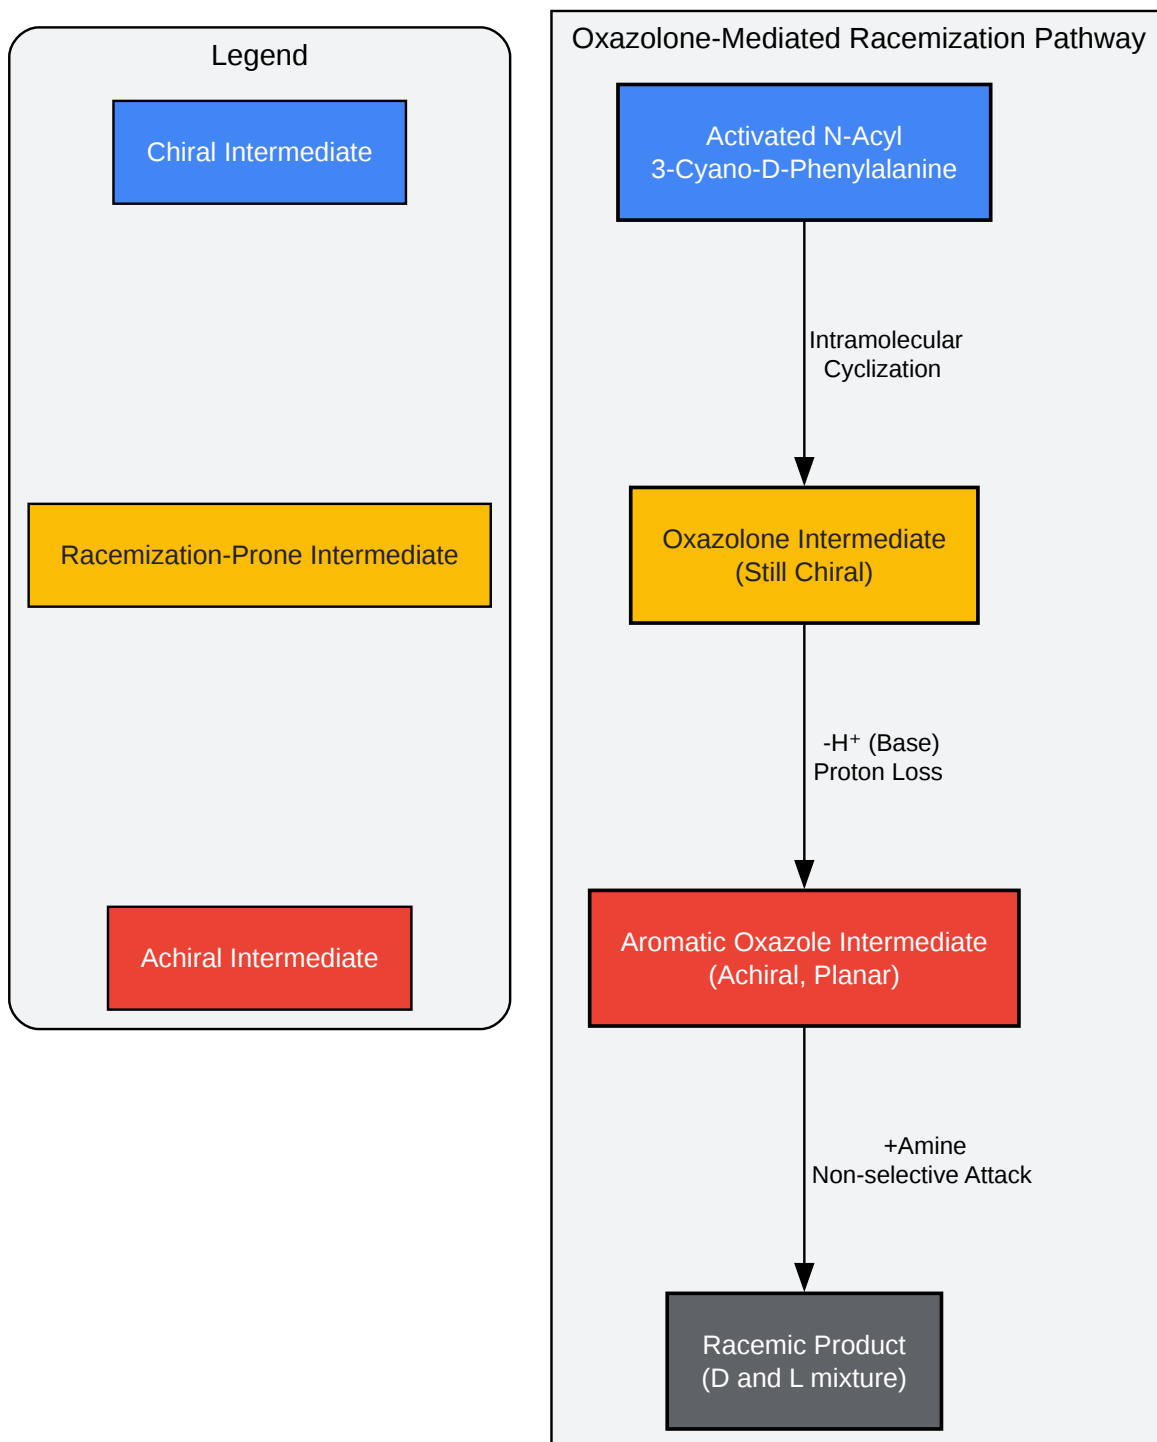 Legend
Chiral Intermediate
Racemization-Prone Intermediate
Achiral Intermediate
Oxazolone-Mediated Racemization Pathway
Activated N-Acyl
3-Cyano-D-Phenylalanine
Intramolecular
Cyclization
Oxazolone Intermediate
(Still Chiral)
-H⁺ (Base)
Proton Loss
Aromatic Oxazole Intermediate
(Achiral, Planar)
+Amine
Non-selective Attack
Racemic Product
(D and L mixture)